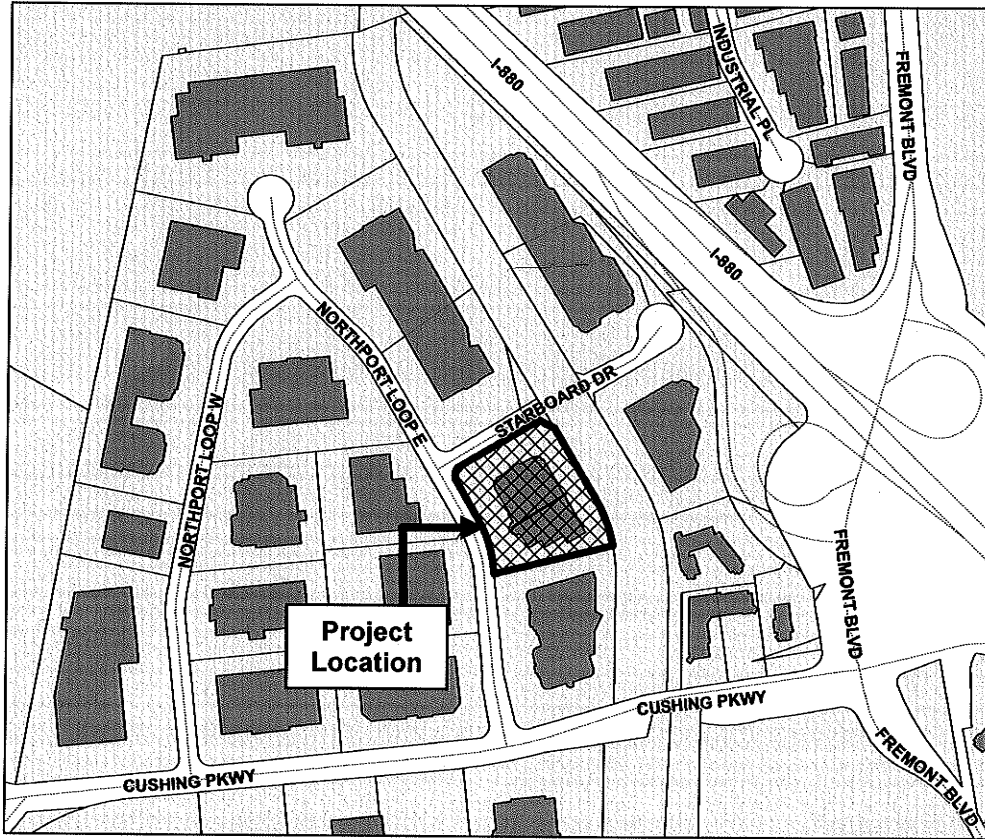 I-880
INDUSTRIAL PL
FREMONT BLVD
I-880
NORTHPORT LOOP W
NORTHPORT LOOP E
STARBOARD DR
Project
Location
FREMONT BLVD
CUSHING PKWY
CUSHING PKWY
FREMONT BLVD